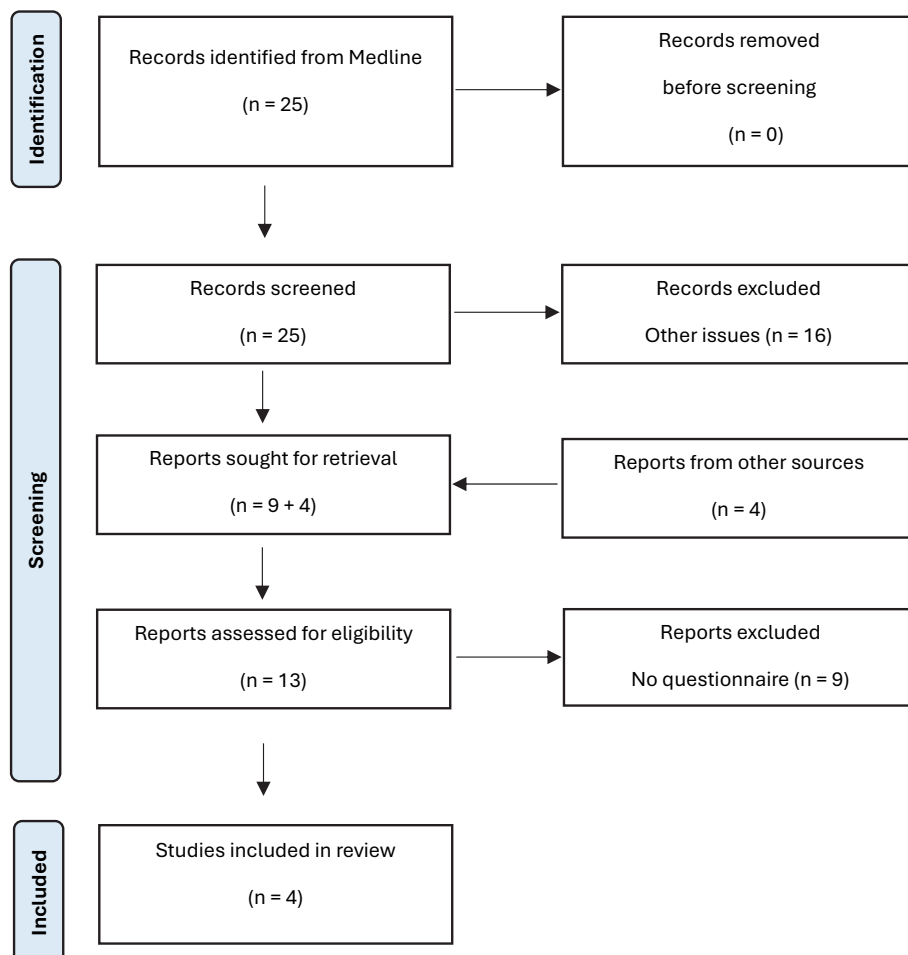 Identification
Records identified from Medline
(n = 25)
Records removed
before screening
(n = 0)
Screening
Records screened
(n = 25)
Records excluded
Other issues (n = 16)
Reports sought for retrieval
(n = 9 + 4)
Reports from other sources
(n = 4)
Reports assessed for eligibility
(n = 13)
Reports excluded
No questionnaire (n = 9)
Included
Studies included in review
(n = 4)